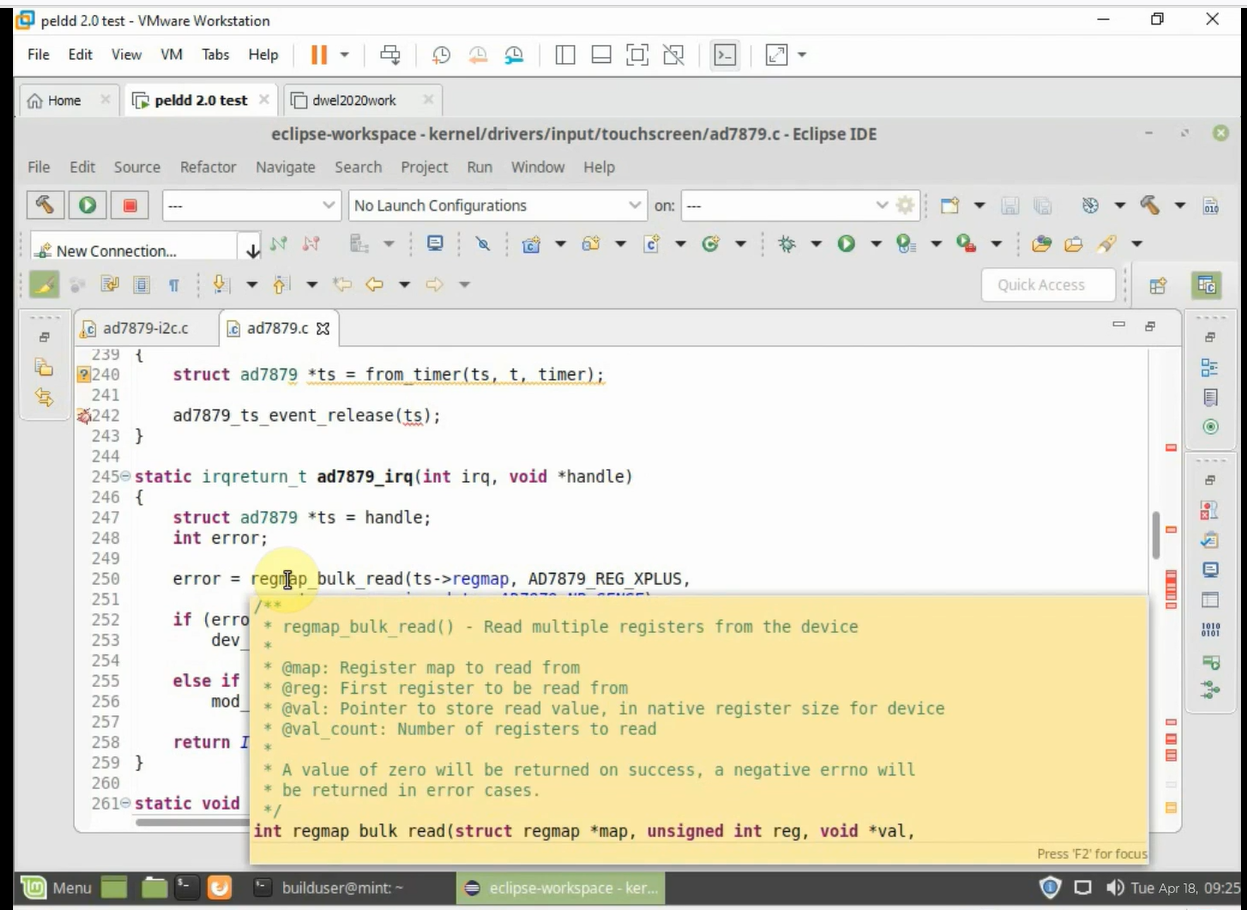 peldd 2.0 test - VMware Workstation
File Edit View VM Tabs Help
Home peldd 2.0 test dwel2020work
eclipse-workspace - kernel/drivers/input/touchscreen/ad7879.c - Eclipse IDE
File Edit Source Refactor Navigate Search Project Run Window Help
--- No Launch Configurations on: ---
New Connection...
Quick Access
ad7879-i2c.c ad7879.c
239 {
240 struct ad7879 *ts = from_timer(ts, t, timer);
241
242 ad7879_ts_event_release(ts);
243 }
244
245 static irqreturn_t ad7879_irq(int irq, void *handle)
246 {
247 struct ad7879 *ts = handle;
248 int error;
249
250 error = regmap_bulk_read(ts->regmap, AD7879_REG_XPLUS,
251
252 if (erro
253 dev_
254
255 else if
256 mod_
257
258 return I
259 }
260
261 static void
/**
* regmap_bulk_read() - Read multiple registers from the device
*
* @map: Register map to read from
* @reg: First register to be read from
* @val: Pointer to store read value, in native register size for device
* @val_count: Number of registers to read
*
* A value of zero will be returned on success, a negative errno will
* be returned in error cases.
*/
int regmap_bulk_read(struct regmap *map, unsigned int reg, void *val,
Press 'F2' for focus
Menu builduser@mint: ~ eclipse-workspace - ker... Tue Apr 18, 09:25